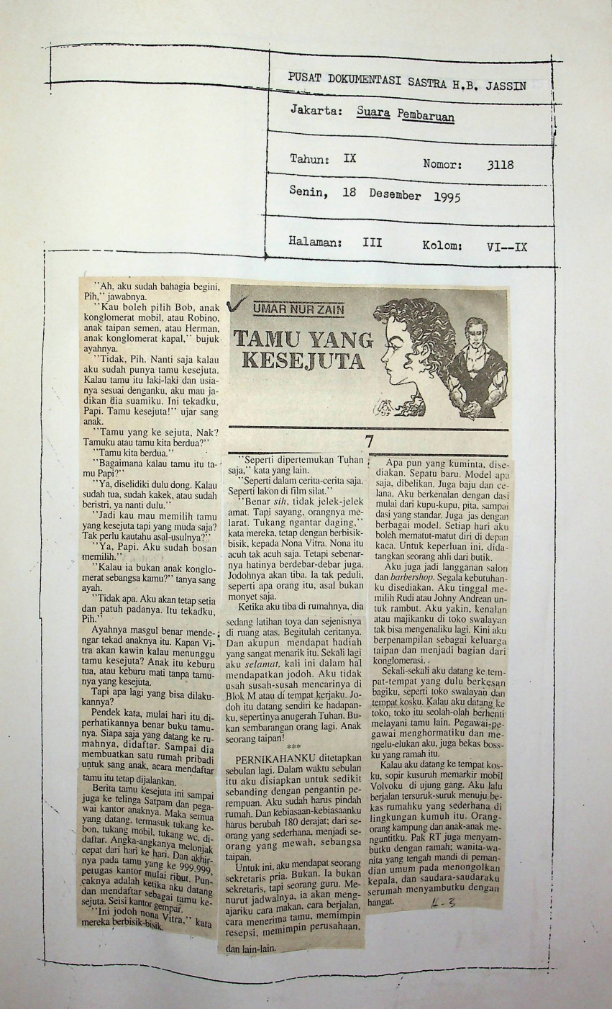 PUSAT DOKUMENTASI SASTRA H.B. JASSIN
Jakarta: Suara Pembaruan
Tahun: IX Nomor: 3118
Senin, 18 Desember 1995
Halaman: III Kolom: VI--IX
"Ah, aku sudah bahagia begini,
Pih," jawabnya.
"Kau boleh pilih Bob, anak
konglomerat mobil, atau Robino,
anak taipan semen, atau Herman,
anak konglomerat kapal," bujuk
ayahnya.
"Tidak, Pih. Nanti saja kalau
aku sudah punya tamu kesejuta.
Kalau tamu itu laki-laki dan usia-
nya sesuai denganku, aku mau ja-
dikan dia suamiku. Ini tekadku,
Papi. Tamu kesejuta!" ujar sang
anak.
"Tamu yang ke sejuta, Nak?
Tamuku atau tamu kita berdua?"
"Tamu kita berdua."
"Bagaimana kalau tamu itu ta-
mu Papi?"
"Ya, diselidiki dulu dong. Kalau
sudah tua, sudah kakek, atau sudah
beristri, ya nanti dulu."
"Jadi kau mau memilih tamu
yang kesejuta tapi yang muda saja?
Tak perlu kautahu asal-usulnya?"
"Ya, Papi. Aku sudah bosan
memilih."
"Kalau ia bukan anak konglo-
merat sebangsa kamu?" tanya sang
ayah.
"Tidak apa. Aku akan tetap setia
dan patuh padanya. Itu tekadku,
Pih."
Ayahnya masgul benar mende-
ngar tekad anaknya itu. Kapan Vi-
tra akan kawin kalau menunggu
tamu kesejuta? Anak itu keburu
tua, atau keburu mati tanpa tamu-
nya yang kesejuta.
Tapi apa lagi yang bisa dilaku-
kannya?
Pendek kata, mulai hari itu di-
perhatikannya benar buku tamu-
nya. Siapa saja yang datang ke ru-
mahnya, didaftar. Sampai dia
membuatkan satu rumah pribadi
untuk sang anak, acara mendaftar
tamu itu tetap dijalankan.
Berita tamu kesejuta ini sampai
juga ke telinga Satpam dan pega-
wai kantor anaknya. Maka semua
yang datang, termasuk tukang ke-
bon, tukang mobil, tukang wc, di-
daftar. Angka-angkanya melonjak
cepat dari hari ke hari. Dan akhir-
nya pada tamu yang ke 999.999,
petugas kantor mulai ribut. Pun-
caknya adalah ketika aku datang
dan mendaftar sebagai tamu ke-
sejuta. Seisi kantor gempar.
"Ini jodoh nona Vitra," kata
mereka berbisik-bisik.
UMAR NUR ZAIN
TAMU YANG
KESEJUTA
7
"Seperti dipertemukan Tuhan
saja," kata yang lain.
"Seperti dalam cerita-cerita saja.
Seperti lakon di film silat."
"Benar sih, tidak jelek-jelek
amat. Tapi sayang, orangnya me-
larat. Tukang ngantar daging,"
kata mereka, tetap dengan berbisik-
bisik, kepada Nona Vitra. Nona itu
acuh tak acuh saja. Tetapi sebenar-
nya hatinya berdebar-debar juga.
Jodohnya akan tiba. Ia tak peduli,
seperti apa orang itu, asal bukan
monyet saja.
Ketika aku tiba di rumahnya, dia
sedang latihan toya dan sejenisnya
di ruang atas. Begitulah ceritanya.
Dan akupun mendapat hadiah
yang sangat menarik itu. Sekali lagi
aku selamat, kali ini dalam hal
mendapatkan jodoh. Aku tidak
usah susah-susah mencarinya di
Blok M atau di tempat kerjaku. Jo-
doh itu datang sendiri ke hadapan-
ku, sepertinya anugerah Tuhan. Bu-
kan sembarangan orang lagi. Anak
seorang taipan!
***
PERNIKAHANKU ditetapkan
sebulan lagi. Dalam waktu sebulan
itu aku disiapkan untuk sedikit
sebanding dengan pengantin pe-
rempuan. Aku sudah harus pindah
rumah. Dan kebiasaan-kebiasaanku
harus berubah 180 derajat; dari se-
orang yang sederhana, menjadi se-
orang yang mewah, sebangsa
taipan.
Untuk ini, aku mendapat seorang
sekretaris pria. Bukan. Ia bukan
sekretaris, tapi seorang guru. Me-
nurut jadwalnya, ia akan meng-
ajariku cara makan, cara berjalan,
cara menerima tamu, memimpin
resepsi, memimpin perusahaan,
dan lain-lain.
Apa pun yang kuminta, dise-
diakan. Sepatu baru. Model apa
saja, dibelikan. Juga baju dan ce-
lana. Aku berkenalan dengan dasi
mulai dari kupu-kupu, pita, sampai
dasi yang standar. Juga jas dengan
berbagai model. Setiap hari aku
boleh mematut-matut diri di depan
kaca. Untuk keperluan ini, dida-
tangkan seorang ahli dari butik.
Aku juga jadi langganan salon
dan barbershop. Segala kebutuhan-
ku disediakan. Aku tinggal me-
milih Rudi atau Johny Andrean un-
tuk rambut. Aku yakin, kenalan
atau majikanku di toko swalayan
tak bisa mengenaliku lagi. Kini aku
berpenampilan sebagai keluarga
taipan dan menjadi bagian dari
konglomerasi.
Sekali-sekali aku datang ke tem-
pat-tempat yang dulu berkesan
bagiku, seperti toko swalayan dan
tempat kosku. Kalau aku datang ke
toko, toko itu seolah-olah berhenti
melayani tamu lain. Pegawai-pe-
gawai menghormatiku dan me-
ngelu-elukan aku, juga bekas boss-
ku yang ramah itu.
Kalau aku datang ke tempat kos-
ku, sopir kusuruh memarkir mobil
Volvoku di ujung gang. Aku lalu
berjalan terusuk-suruk menuju be-
kas rumahku yang sederhana di
lingkungan kumuh itu. Orang-
orang kampung dan anak-anak me-
nguntitku. Pak RT juga menyam-
butku dengan ramah; wanita-wa-
nita yang tengah mandi di peman-
dian umum pada menongolkan
kepala, dan saudara-saudaraku
serumah menyambutku dengan
hangat.